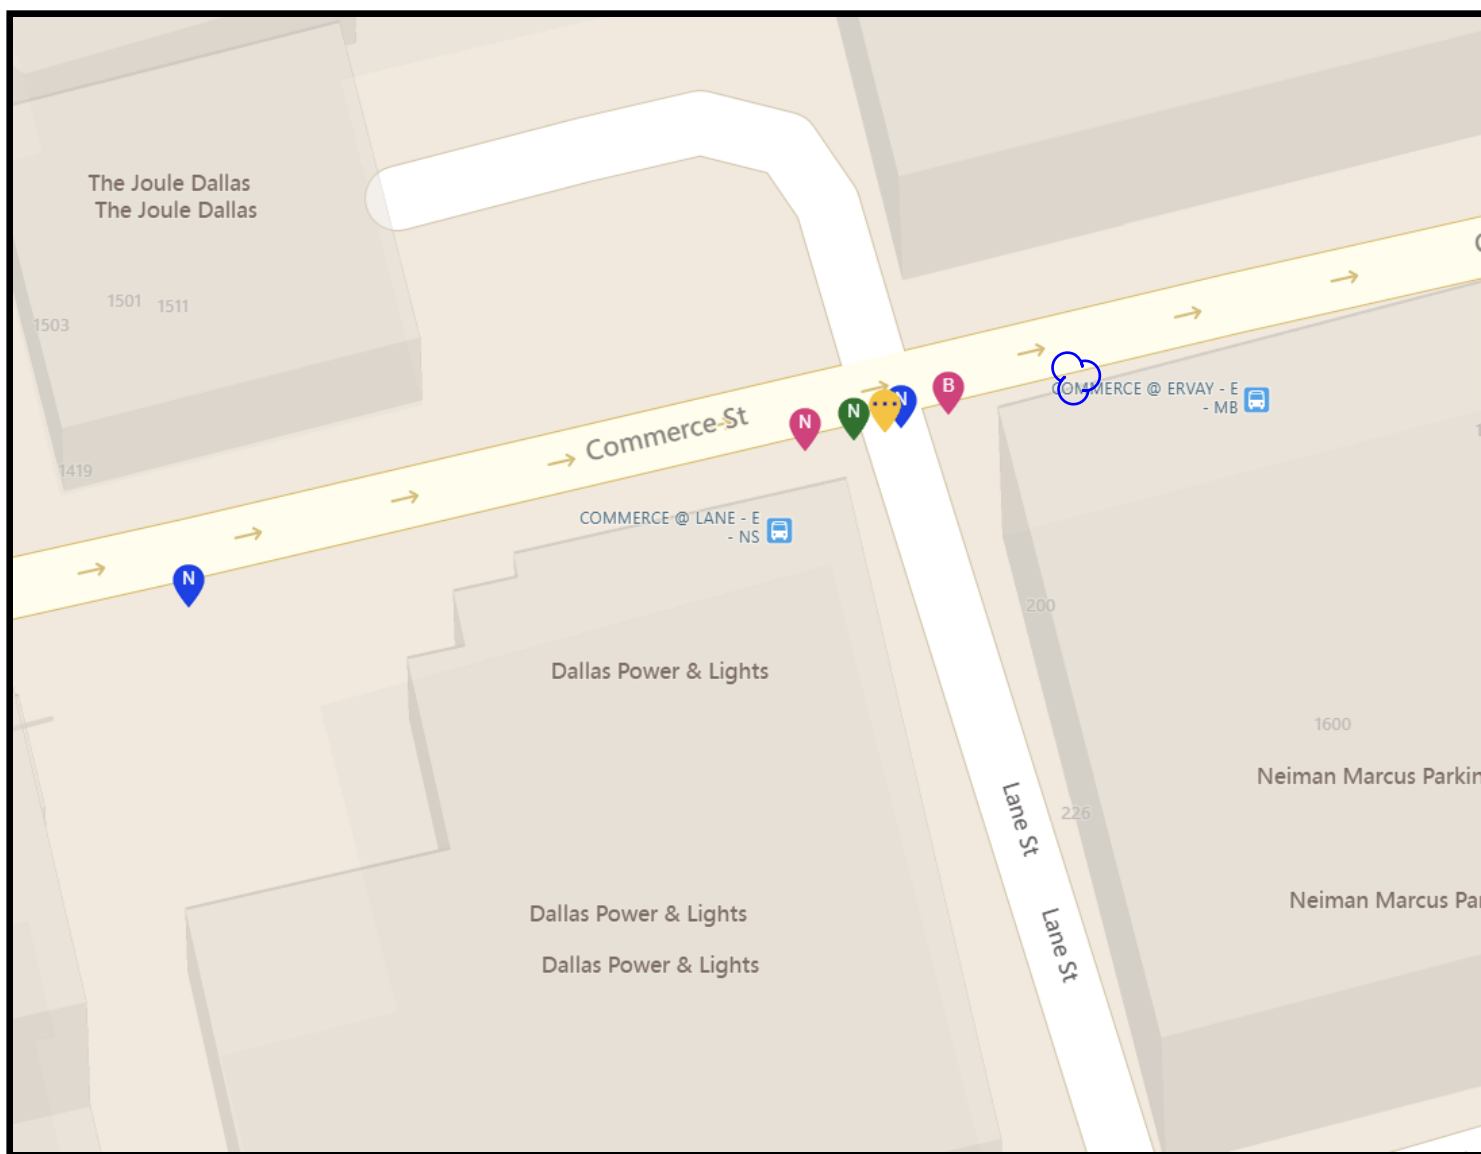 The Joule Dallas
The Joule Dallas
1501
1511
1503
1419
Commerce St
N
N
N
B
N
COMMERCE @ ERVAY - E
- MB
COMMERCE @ LANE - E
- NS
Dallas Power & Lights
200
1600
Neiman Marcus Parkin
226
Lane St
Neiman Marcus Pa
Dallas Power & Lights
Lane St
Dallas Power & Lights